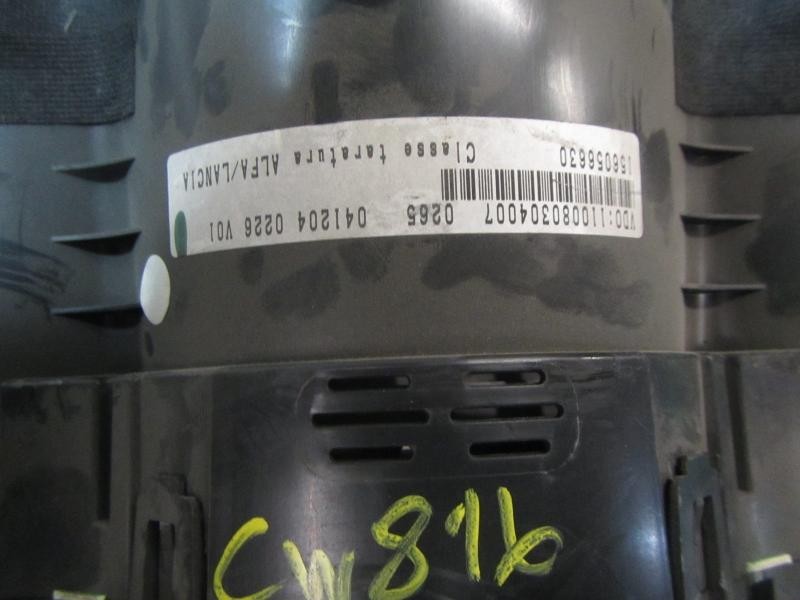 VDO:110080304007 0265 041204 0226 V01
156056630
Classe taratura ALFA/LANCIA
CW816